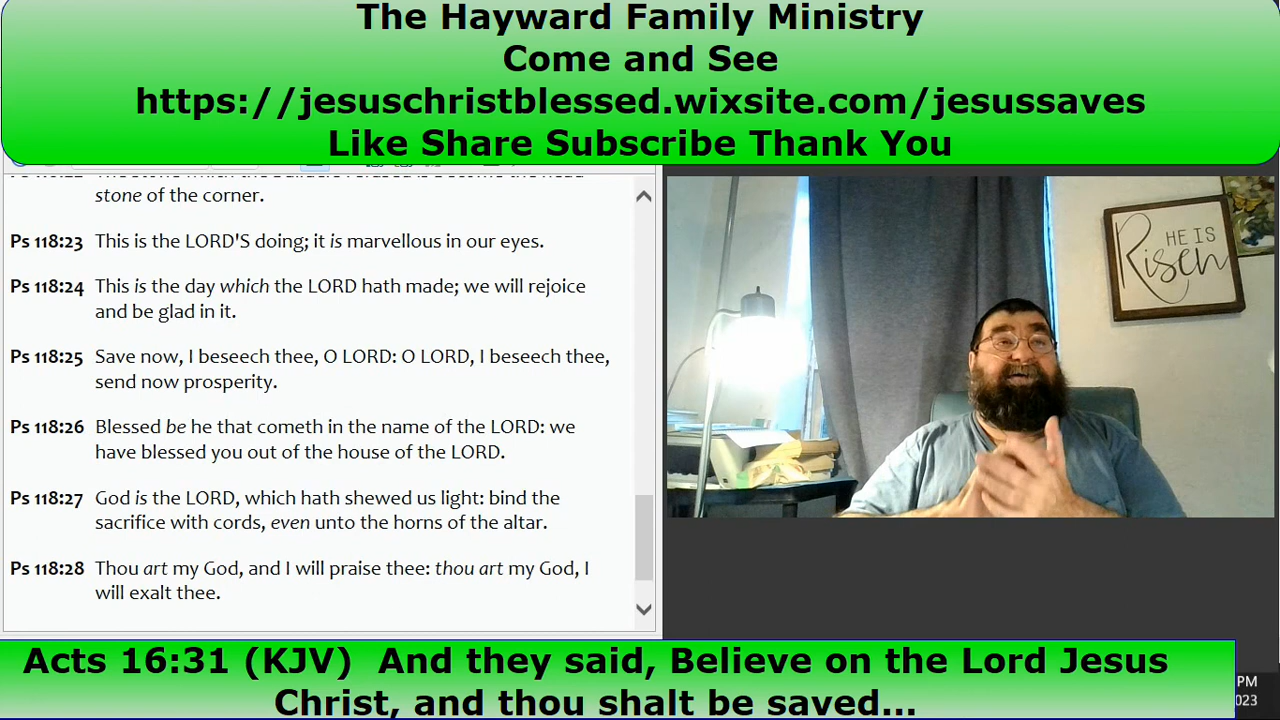 The Hayward Family Ministry
Come and See
https://jesuschristblessed.wixsite.com/jesussaves
Like Share Subscribe Thank You
stone of the corner.
Ps 118:23 This is the LORD'S doing; it is marvellous in our eyes.
Ps 118:24 This is the day which the LORD hath made; we will rejoice
and be glad in it.
Ps 118:25 Save now, I beseech thee, O LORD: O LORD, I beseech thee,
send now prosperity.
Ps 118:26 Blessed be he that cometh in the name of the LORD: we
have blessed you out of the house of the LORD.
Ps 118:27 God is the LORD, which hath shewed us light: bind the
sacrifice with cords, even unto the horns of the altar.
Ps 118:28 Thou art my God, and I will praise thee: thou art my God, I
will exalt thee.
HE IS
Risen
Acts 16:31 (KJV) And they said, Believe on the Lord Jesus
Christ, and thou shalt be saved...
PM
023